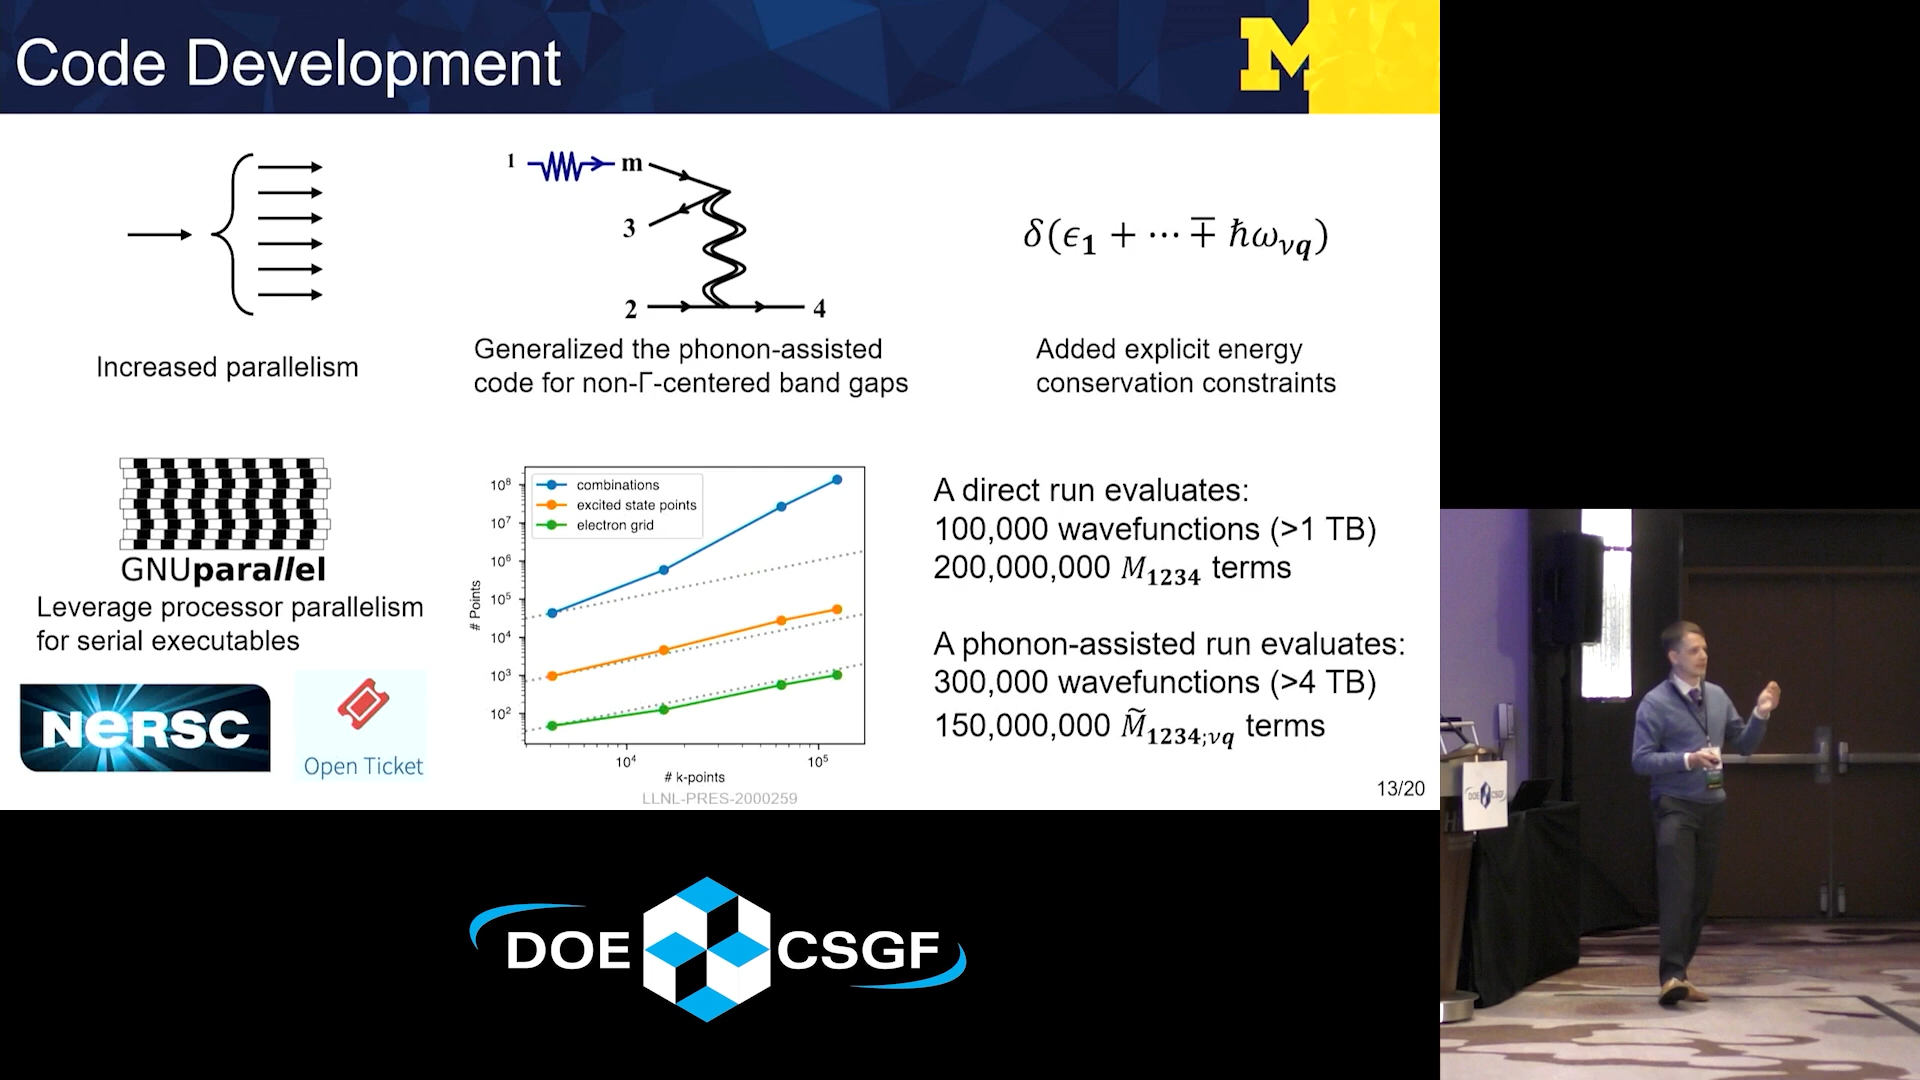 Code Development
M
Increased parallelism
1 m
3
2 4
Generalized the phonon-assisted
code for non-Γ-centered band gaps
δ(ϵ₁ + ⋯ ∓ ħω_νq)
Added explicit energy
conservation constraints
GNUparallel
Leverage processor parallelism
for serial executables
NERSC
Open Ticket
combinations
excited state points
electron grid
10⁸
10⁷
10⁶
10⁵
10⁴
10³
10²
# Points
10⁴ 10⁵
# k-points
A direct run evaluates:
100,000 wavefunctions (>1 TB)
200,000,000 M₁₂₃₄ terms
A phonon-assisted run evaluates:
300,000 wavefunctions (>4 TB)
150,000,000 M̃₁₂₃₄;νq terms
LLNL-PRES-2000259
13/20
DOE CSGF
DOE CSGF